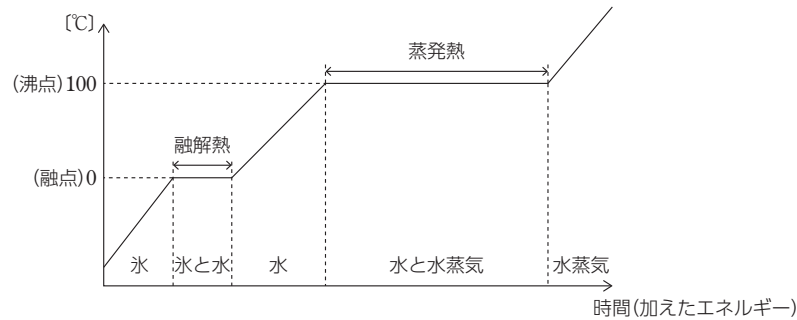 〔℃〕
蒸発熱
(沸点)100
融解熱
(融点)0
氷 氷と水 水 水と水蒸気 水蒸気
時間(加えたエネルギー)